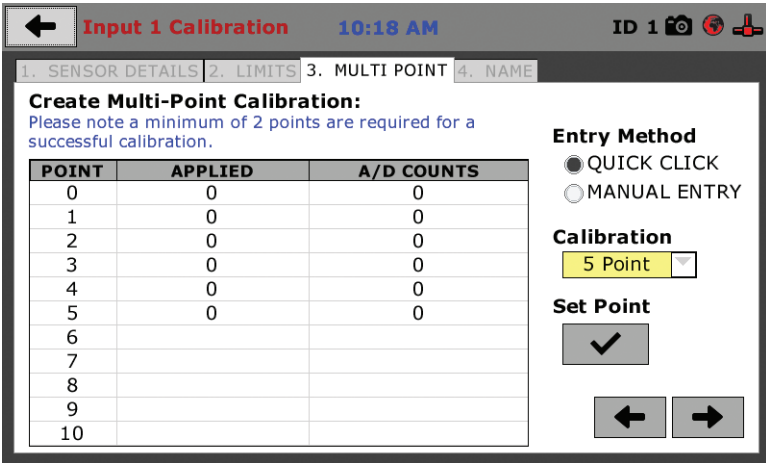 Input 1 Calibration 10:18 AM ID 1
1. SENSOR DETAILS 2. LIMITS 3. MULTI POINT 4. NAME
Create Multi-Point Calibration:
Please note a minimum of 2 points are required for a
successful calibration.
POINT APPLIED A/D COUNTS
0 0 0
1 0 0
2 0 0
3 0 0
4 0 0
5 0 0
6
7
8
9
10
Entry Method
QUICK CLICK
MANUAL ENTRY
Calibration
5 Point
Set Point